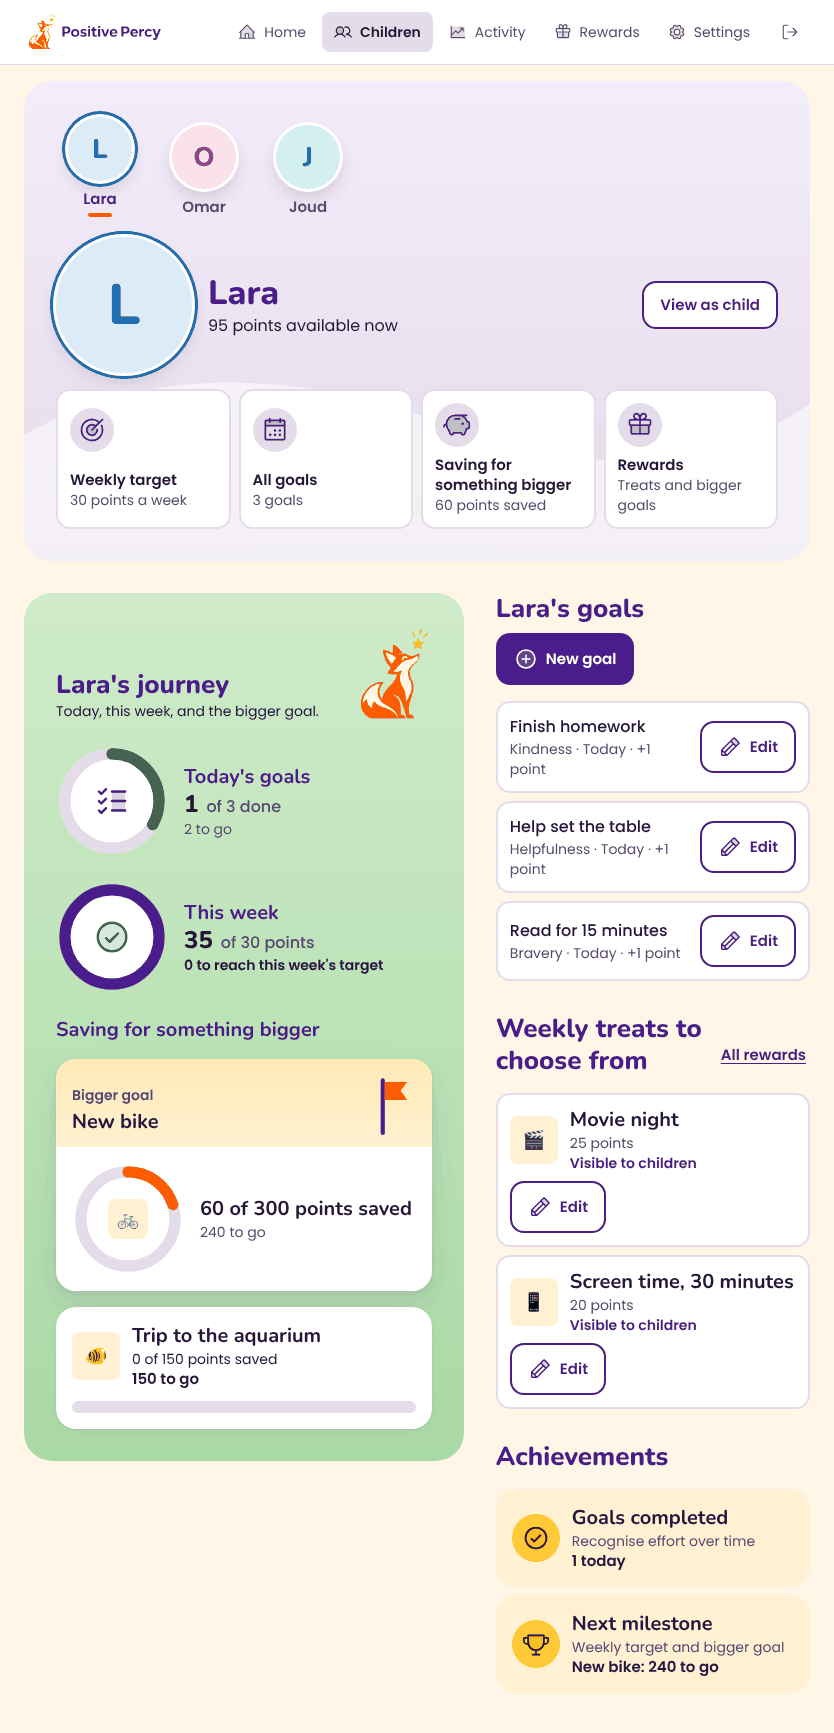 Positive Percy
Home
Children
Activity
Rewards
Settings
L
O
J
Lara
Omar
Joud
L
Lara
95 points available now
View as child
Weekly target
30 points a week
All goals
3 goals
Saving for
something bigger
60 points saved
Rewards
Treats and bigger
goals
Lara's journey
Today, this week, and the bigger goal.
Today's goals
1 of 3 done
2 to go
This week
35 of 30 points
0 to reach this week's target
Saving for something bigger
Bigger goal
New bike
60 of 300 points saved
240 to go
Trip to the aquarium
0 of 150 points saved
150 to go
Lara's goals
New goal
Finish homework
Kindness · Today · +1
point
Edit
Help set the table
Helpfulness · Today · +1
point
Edit
Read for 15 minutes
Bravery · Today · +1 point
Edit
Weekly treats to
choose from
All rewards
Movie night
25 points
Visible to children
Edit
Screen time, 30 minutes
20 points
Visible to children
Edit
Achievements
Goals completed
Recognise effort over time
1 today
Next milestone
Weekly target and bigger goal
New bike: 240 to go